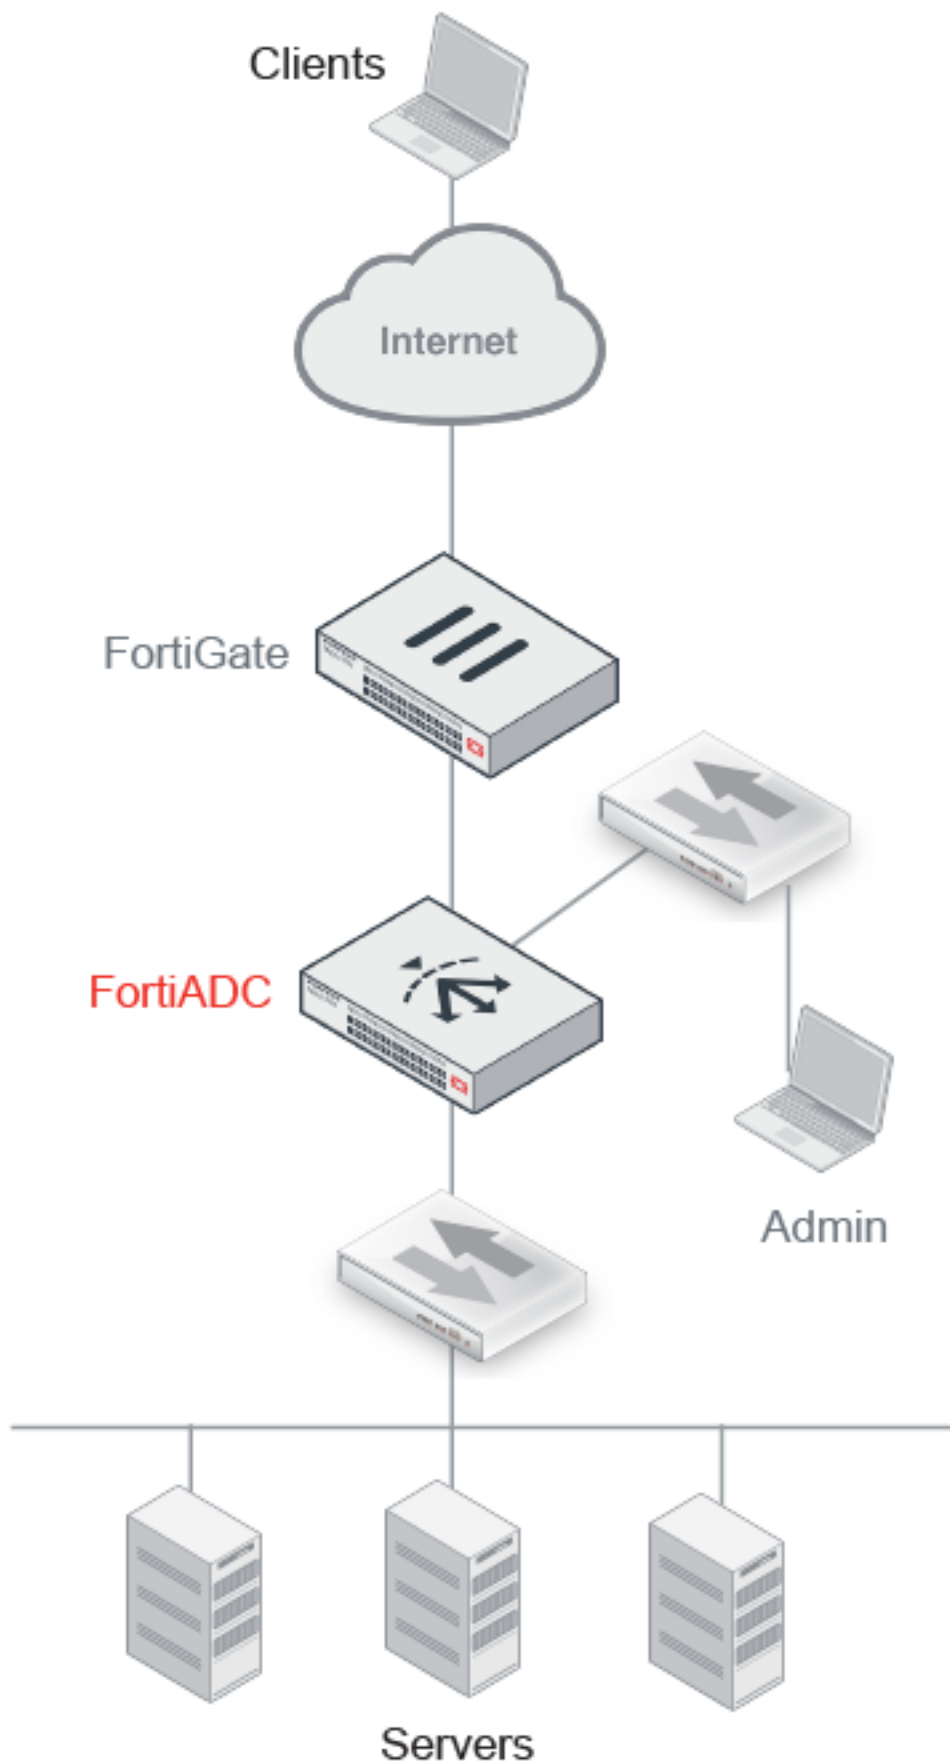 Clients
Internet
FortiGate
FortiADC
Admin
Servers